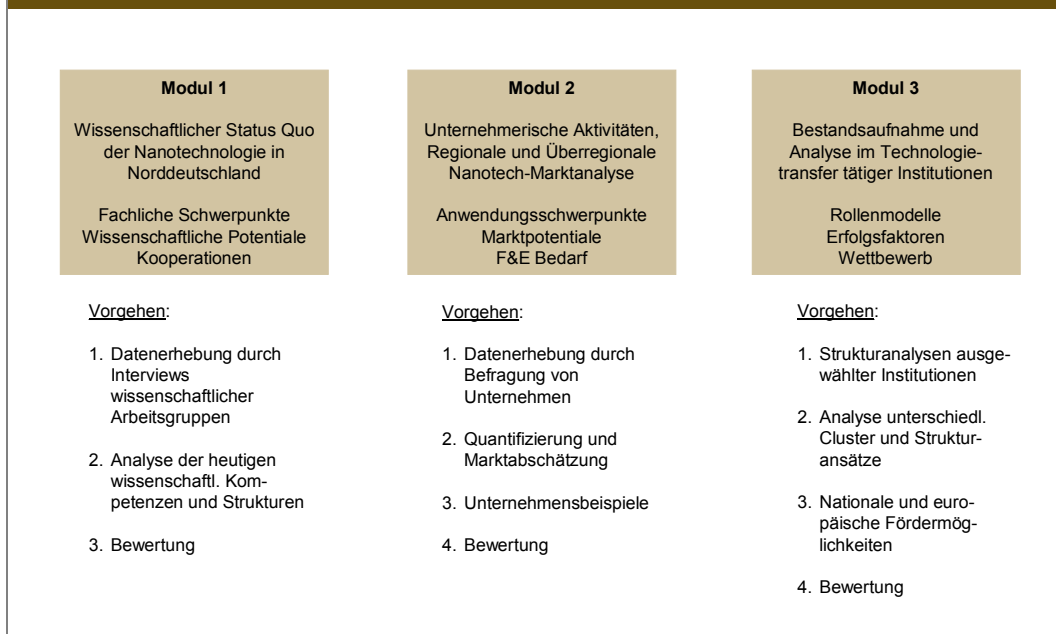 Modul 1
Wissenschaftlicher Status Quo
der Nanotechnologie in
Norddeutschland
Fachliche Schwerpunkte
Wissenschaftliche Potentiale
Kooperationen
Vorgehen:
1. Datenerhebung durch
Interviews
wissenschaftlicher
Arbeitsgruppen
2. Analyse der heutigen
wissenschaftl. Kom-
petenzen und Strukturen
3. Bewertung
Modul 2
Unternehmerische Aktivitäten,
Regionale und Überregionale
Nanotech-Marktanalyse
Anwendungsschwerpunkte
Marktpotentiale
F&E Bedarf
Vorgehen:
1. Datenerhebung durch
Befragung von
Unternehmen
2. Quantifizierung und
Marktabschätzung
3. Unternehmensbeispiele
4. Bewertung
Modul 3
Bestandsaufnahme und
Analyse im Technologie-
transfer tätiger Institutionen
Rollenmodelle
Erfolgsfaktoren
Wettbewerb
Vorgehen:
1. Strukturanalysen ausge-
wählter Institutionen
2. Analyse unterschiedl.
Cluster und Struktur-
ansätze
3. Nationale und euro-
päische Fördermög-
lichkeiten
4. Bewertung